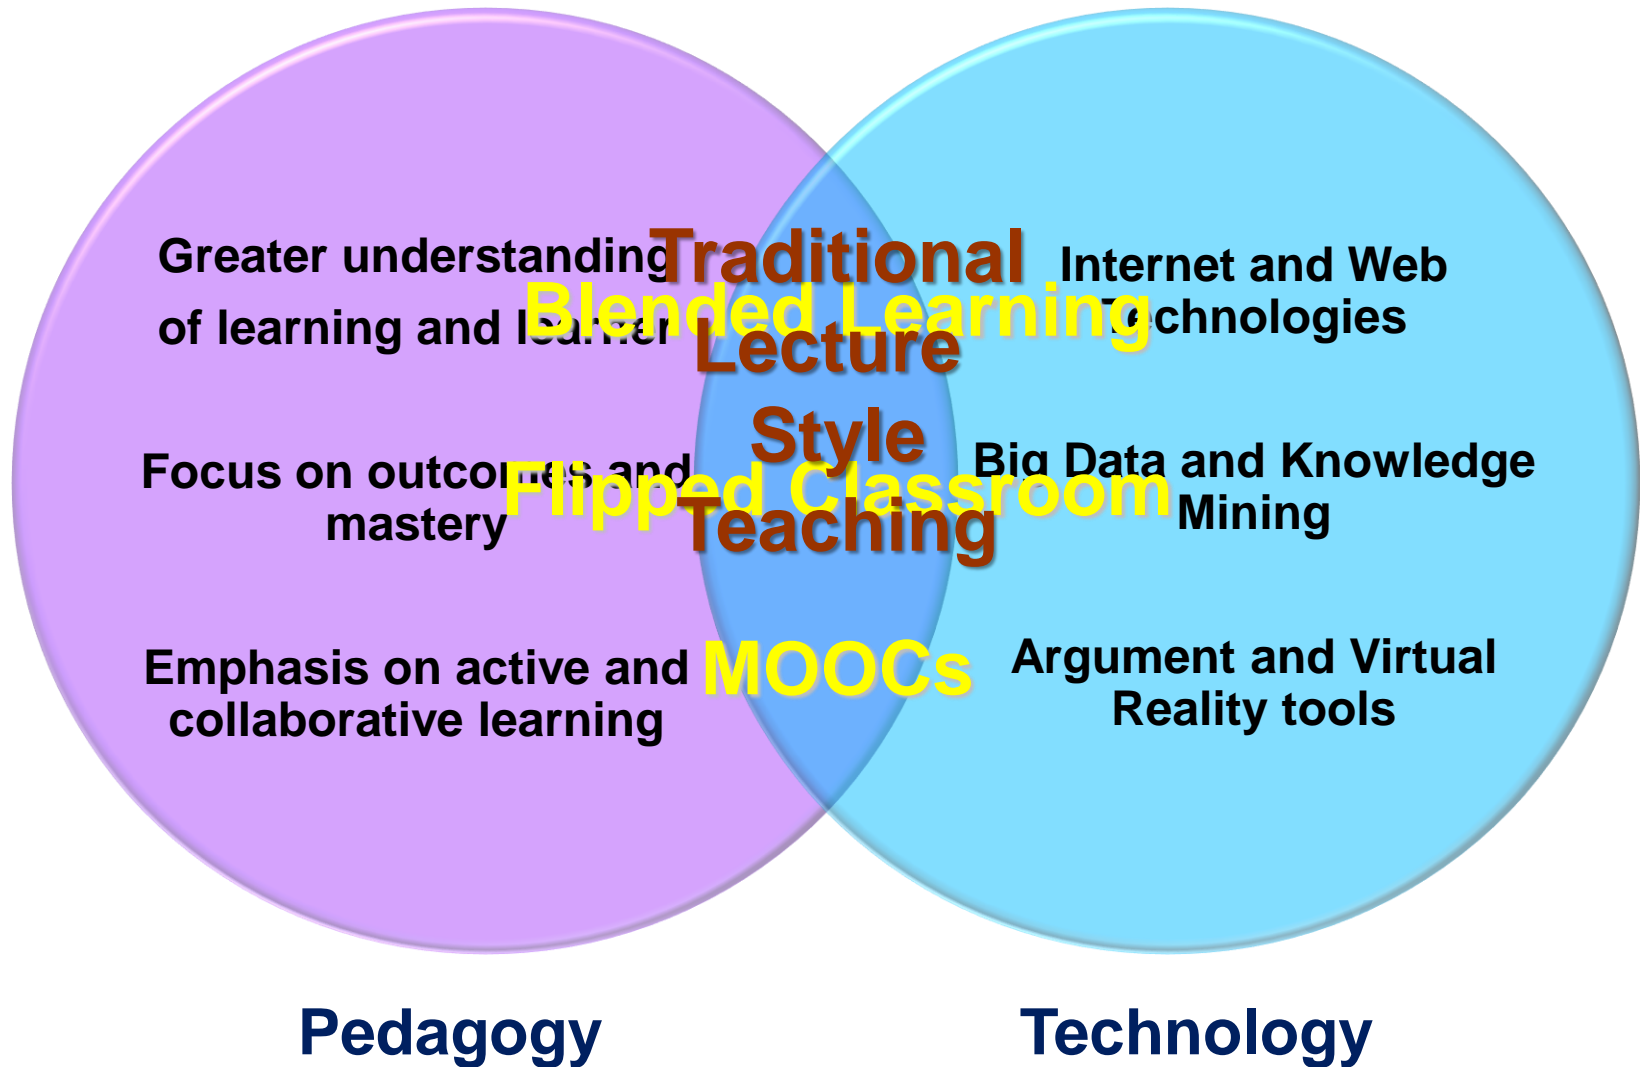 Greater understanding
of learning and learner
Focus on outcomes and
mastery
Emphasis on active and
collaborative learning
Traditional
Lecture
Style
Teaching
Blended Learning
Flipped Classroom
MOOCs
Internet and Web
Technologies
Big Data and Knowledge
Mining
Argument and Virtual
Reality tools
Pedagogy
Technology